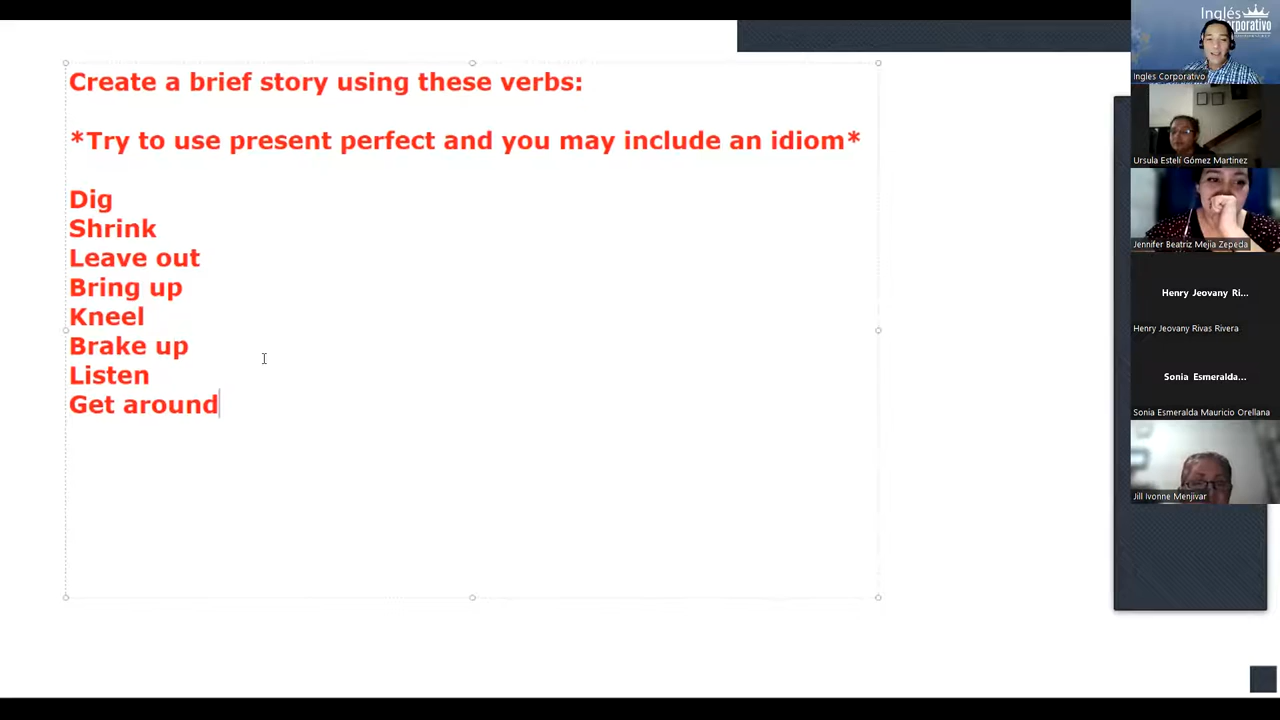 Create a brief story using these verbs:
*Try to use present perfect and you may include an idiom*
Dig
Shrink
Leave out
Bring up
Kneel
Brake up
Listen
Get around
Inglés
Corporativo
Ingles Corporativo
Ursula Estelí Gómez Martinez
Jennifer Beatriz Mejia Zepeda
Henry Jeovany Ri...
Henry Jeovany Rivas Rivera
Sonia Esmeralda...
Sonia Esmeralda Mauricio Orellana
Jill Ivonne Menjivar